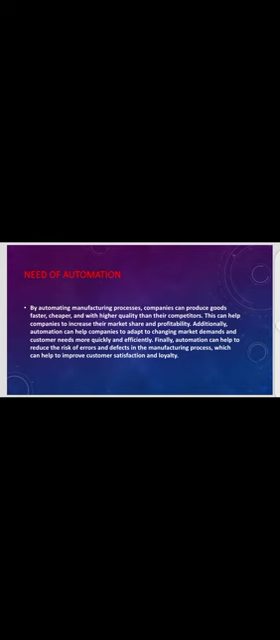 NEED OF AUTOMATION
• By automating manufacturing processes, companies can produce goods
faster, cheaper, and with higher quality than their competitors. This can help
companies to increase their market share and profitability. Additionally,
automation can help companies to adapt to changing market demands and
customer needs more quickly and efficiently. Finally, automation can help to
reduce the risk of errors and defects in the manufacturing process, which
can help to improve customer satisfaction and loyalty.